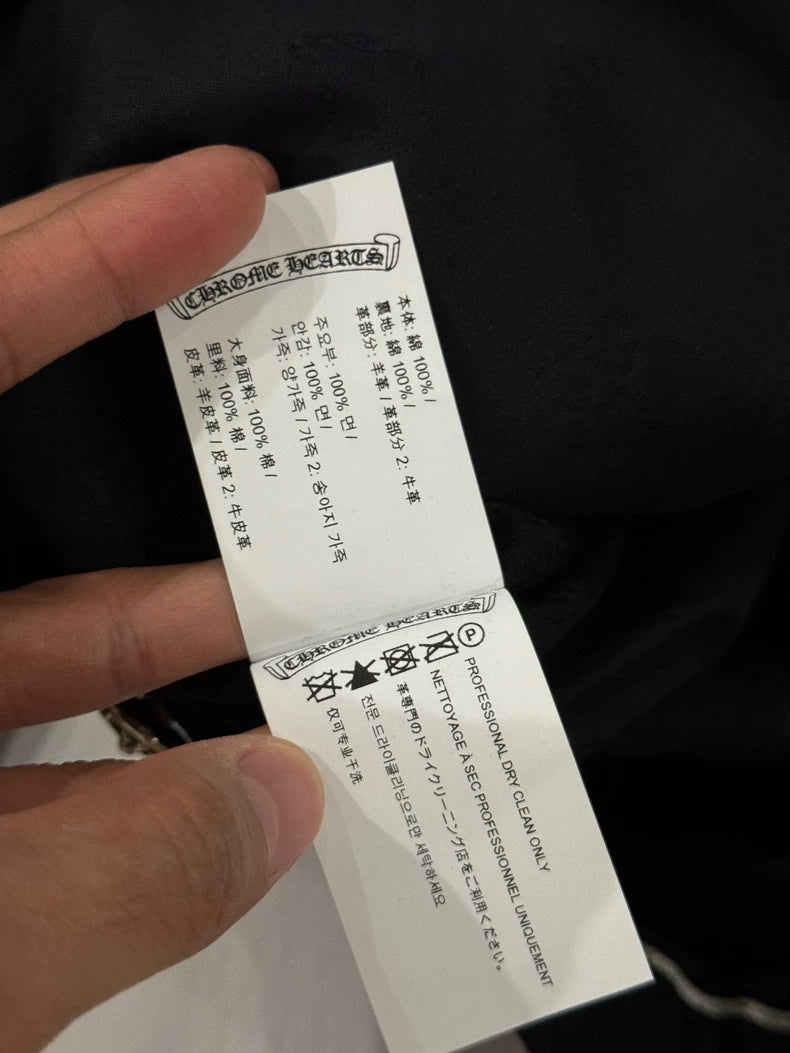 CHROME HEARTS
本体: 綿 100% /
裏地: 綿 100% /
革部分: 羊革 / 革部分 2: 牛革
주요부: 100% 면 /
안감: 100% 면 /
가죽: 양가죽 / 가죽 2: 송아지 가죽
大身面料: 100% 棉 /
里料: 100% 棉 /
皮革: 羊皮革 / 皮革 2: 牛皮革
CHROME HEARTS
P
PROFESSIONAL DRY CLEAN ONLY
NETTOYAGE À SEC PROFESSIONNEL UNIQUEMENT
革専門のドライクリーニング店をご利用ください。
전문 드라이클리닝으로만 세탁하세요
仅可专业干洗